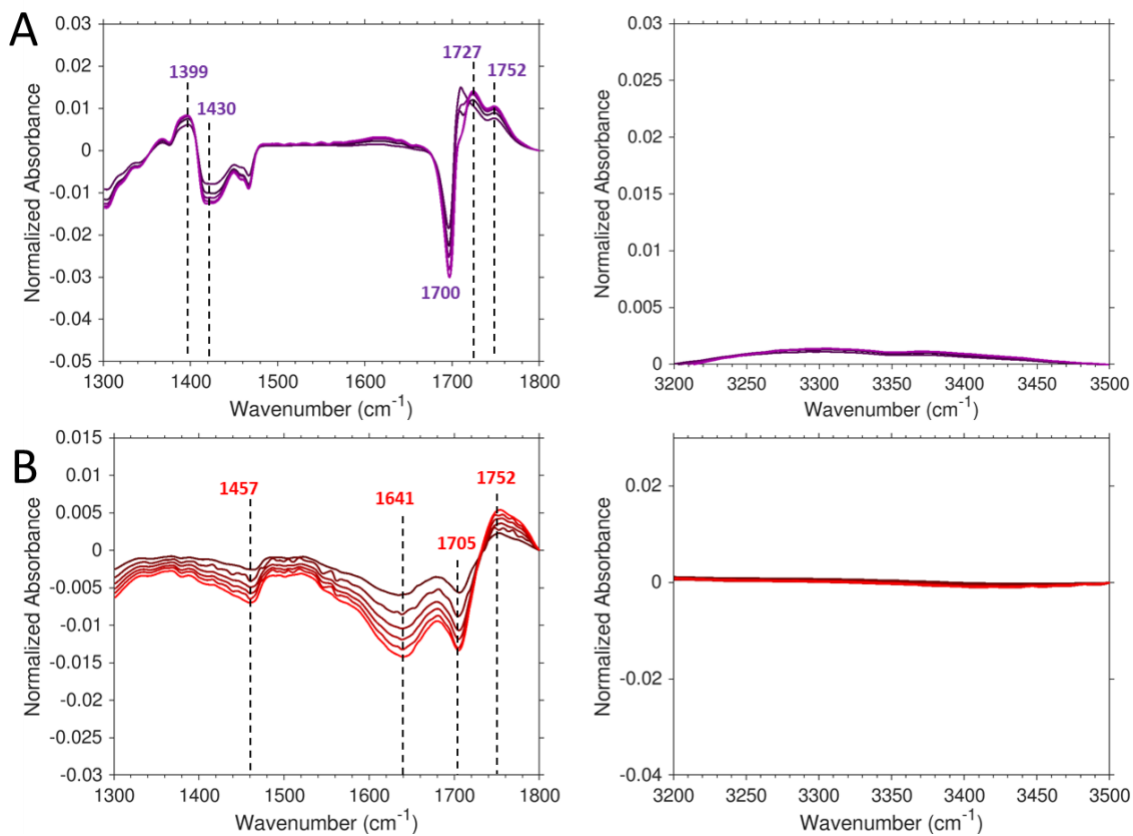 A
Normalized Absorbance
0.03
0.02
0.01
0
-0.01
-0.02
-0.03
-0.04
-0.05
1399
1430
1700
1727
1752
1300 1400 1500 1600 1700 1800
Wavenumber (cm-1)
Normalized Absorbance
0.03
0.025
0.02
0.015
0.01
0.005
0
3200 3250 3300 3350 3400 3450 3500
Wavenumber (cm-1)
B
Normalized Absorbance
0.015
0.01
0.005
0
-0.005
-0.01
-0.015
-0.02
-0.025
-0.03
1457
1641
1705
1752
1300 1400 1500 1600 1700 1800
Wavenumber (cm-1)
Normalized Absorbance
0.02
0
-0.02
-0.04
3200 3250 3300 3350 3400 3450 3500
Wavenumber (cm-1)